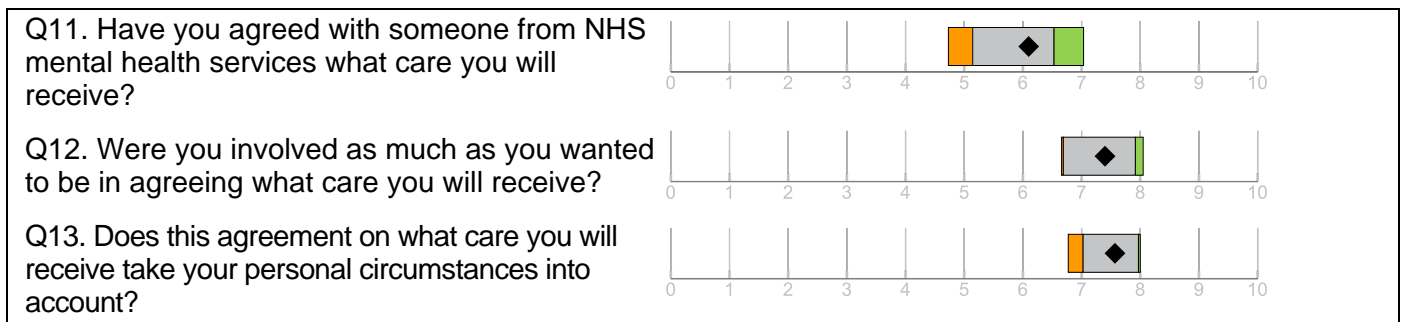 Q11. Have you agreed with someone from NHS
mental health services what care you will
receive?
0 1 2 3 4 5 6 7 8 9 10
Q12. Were you involved as much as you wanted
to be in agreeing what care you will receive?
0 1 2 3 4 5 6 7 8 9 10
Q13. Does this agreement on what care you will
receive take your personal circumstances into
account?
0 1 2 3 4 5 6 7 8 9 10